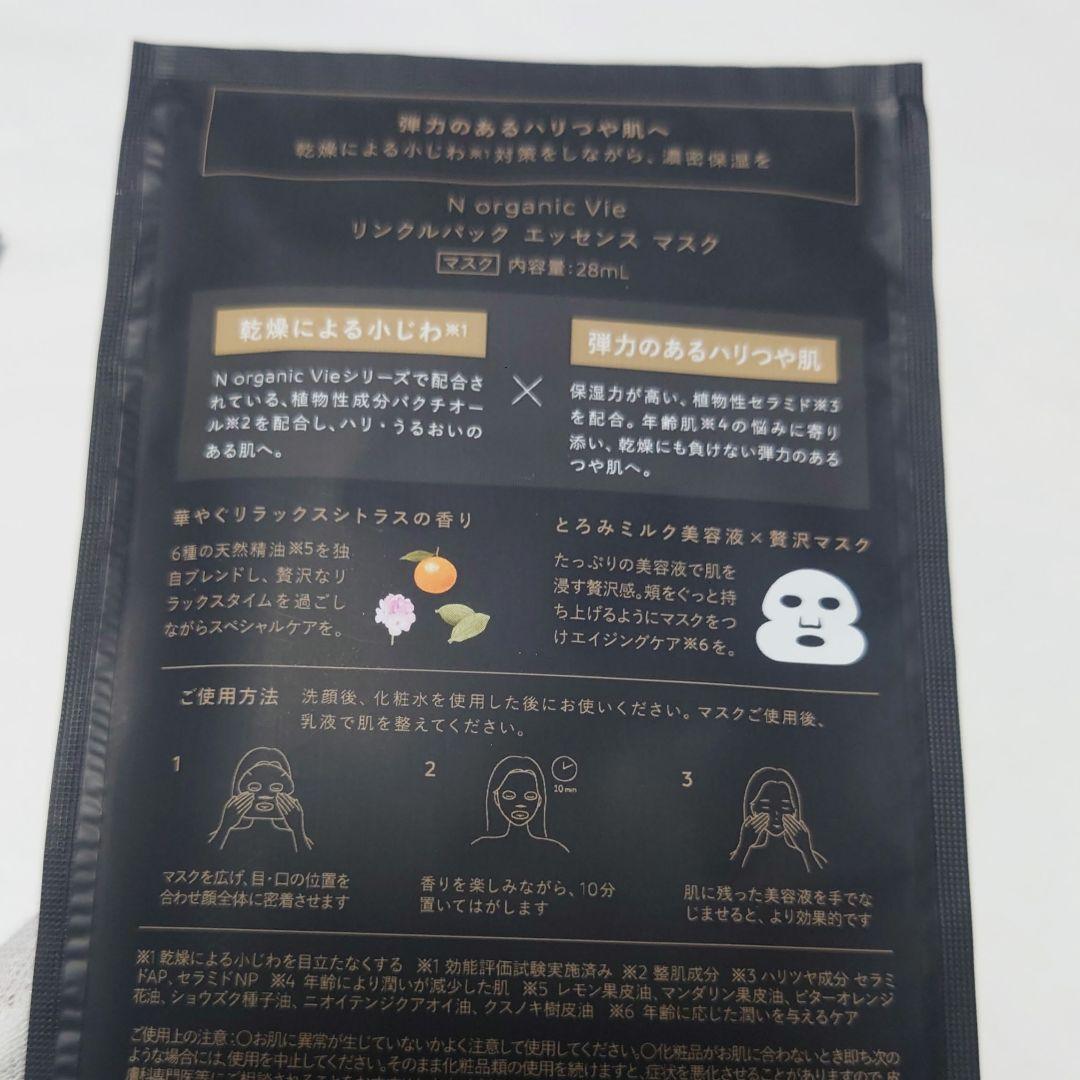 弾力のあるハリつや肌へ
乾燥による小じわ※1対策をしながら、濃密保湿を
N organic Vie
リンクルパック エッセンス マスク
マスク 内容量:28mL
乾燥による小じわ※1
N organic Vieシリーズで配合さ
れている、植物性成分バクチオー
ル※2を配合し、ハリ・うるおいの
ある肌へ。
×
弾力のあるハリつや肌
保湿力が高い、植物性セラミド※3
を配合。年齢肌※4の悩みに寄り
添い、乾燥にも負けない弾力のある
つや肌へ。
華やぐリラックスシトラスの香り
6種の天然精油※5を独
自ブレンドし、贅沢なリ
ラックスタイムを過ごし
ながらスペシャルケアを。
とろみミルク美容液×贅沢マスク
たっぷりの美容液で肌を
浸す贅沢感。頬をぐっと持
ち上げるようにマスクをつ
けエイジングケア※6を。
ご使用方法 洗顔後、化粧水を使用した後にお使いください。マスクご使用後、
乳液で肌を整えてください。
1
マスクを広げ、目・口の位置を
合わせ顔全体に密着させます
2
10min
香りを楽しみながら、10分
置いてはがします
3
肌に残った美容液を手でな
じませると、より効果的です
※1 乾燥による小じわを目立たなくする ※1 効能評価試験実施済み ※2 整肌成分 ※3 ハリツヤ成分 セラミ
ドAP、セラミドNP ※4 年齢により潤いが減少した肌 ※5 レモン果皮油、マンダリン果皮油、ビターオレンジ
花油、ショウズク種子油、ニオイテンジクアオイ油、クスノキ樹皮油 ※6 年齢に応じた潤いを与えるケア
ご使用上の注意:〇お肌に異常が生じていないかよく注意して使用してください。〇化粧品がお肌に合わないとき即ち次の
ような場合には、使用を中止してください。そのまま化粧品類の使用を続けますと、症状を悪化させることがありますので、皮
膚科専門医等にご相談されることをおすすめ